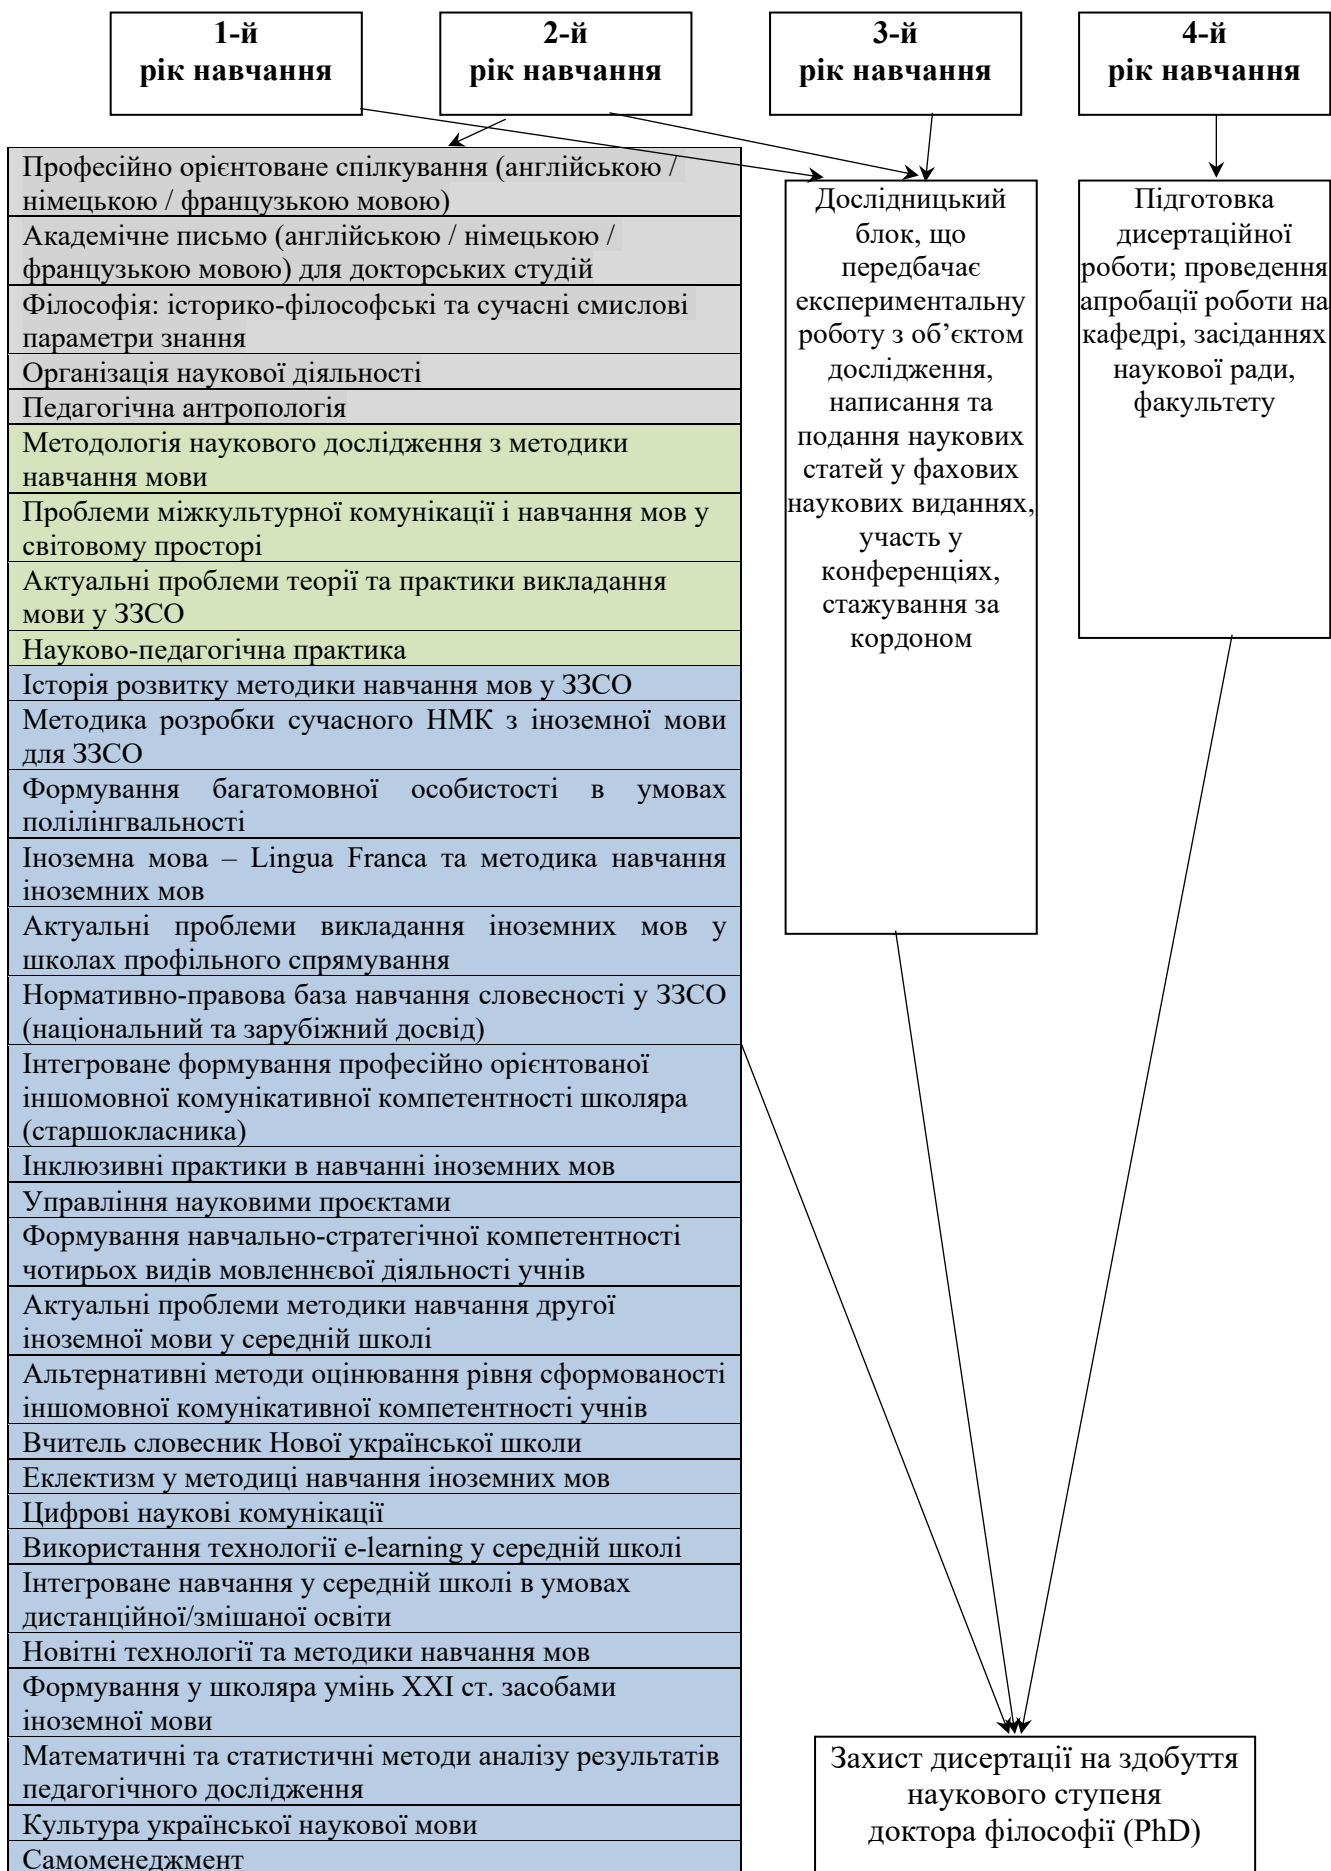 1-й
рік навчання
2-й
рік навчання
3-й
рік навчання
4-й
рік навчання
Професійно орієнтоване спілкування (англійською /
німецькою / французькою мовою)
Академічне письмо (англійською / німецькою /
французькою мовою) для докторських студій
Філософія: історико-філософські та сучасні смислові
параметри знання
Організація наукової діяльності
Педагогічна антропологія
Методологія наукового дослідження з методики
навчання мови
Проблеми міжкультурної комунікації і навчання мов у
світовому просторі
Актуальні проблеми теорії та практики викладання
мови у ЗЗСО
Науково-педагогічна практика
Історія розвитку методики навчання мов у ЗЗСО
Методика розробки сучасного НМК з іноземної мови
для ЗЗСО
Формування багатомовної особистості в умовах
полілінгвальності
Іноземна мова – Lingua Franca та методика навчання
іноземних мов
Актуальні проблеми викладання іноземних мов у
школах профільного спрямування
Нормативно-правова база навчання словесності у ЗЗСО
(національний та зарубіжний досвід)
Інтегроване формування професійно орієнтованої
іншомовної комунікативної компетентності школяра
(старшокласника)
Інклюзивні практики в навчанні іноземних мов
Управління науковими проєктами
Формування навчально-стратегічної компетентності
чотирьох видів мовленнєвої діяльності учнів
Актуальні проблеми методики навчання другої
іноземної мови у середній школі
Альтернативні методи оцінювання рівня сформованості
іншомовної комунікативної компетентності учнів
Вчитель словесник Нової української школи
Еклектизм у методиці навчання іноземних мов
Цифрові наукові комунікації
Використання технології e-learning у середній школі
Інтегроване навчання у середній школі в умовах
дистанційної/змішаної освіти
Новітні технології та методики навчання мов
Формування у школяра умінь XXI ст. засобами
іноземної мови
Математичні та статистичні методи аналізу результатів
педагогічного дослідження
Культура української наукової мови
Самоменеджмент
Дослідницький
блок, що
передбачає
експериментальну
роботу з об’єктом
дослідження,
написання та
подання наукових
статей у фахових
наукових виданнях,
участь у
конференціях,
стажування за
кордоном
Підготовка
дисертаційної
роботи; проведення
апробації роботи на
кафедрі, засіданнях
наукової ради,
факультету
Захист дисертації на здобуття
наукового ступеня
доктора філософії (PhD)